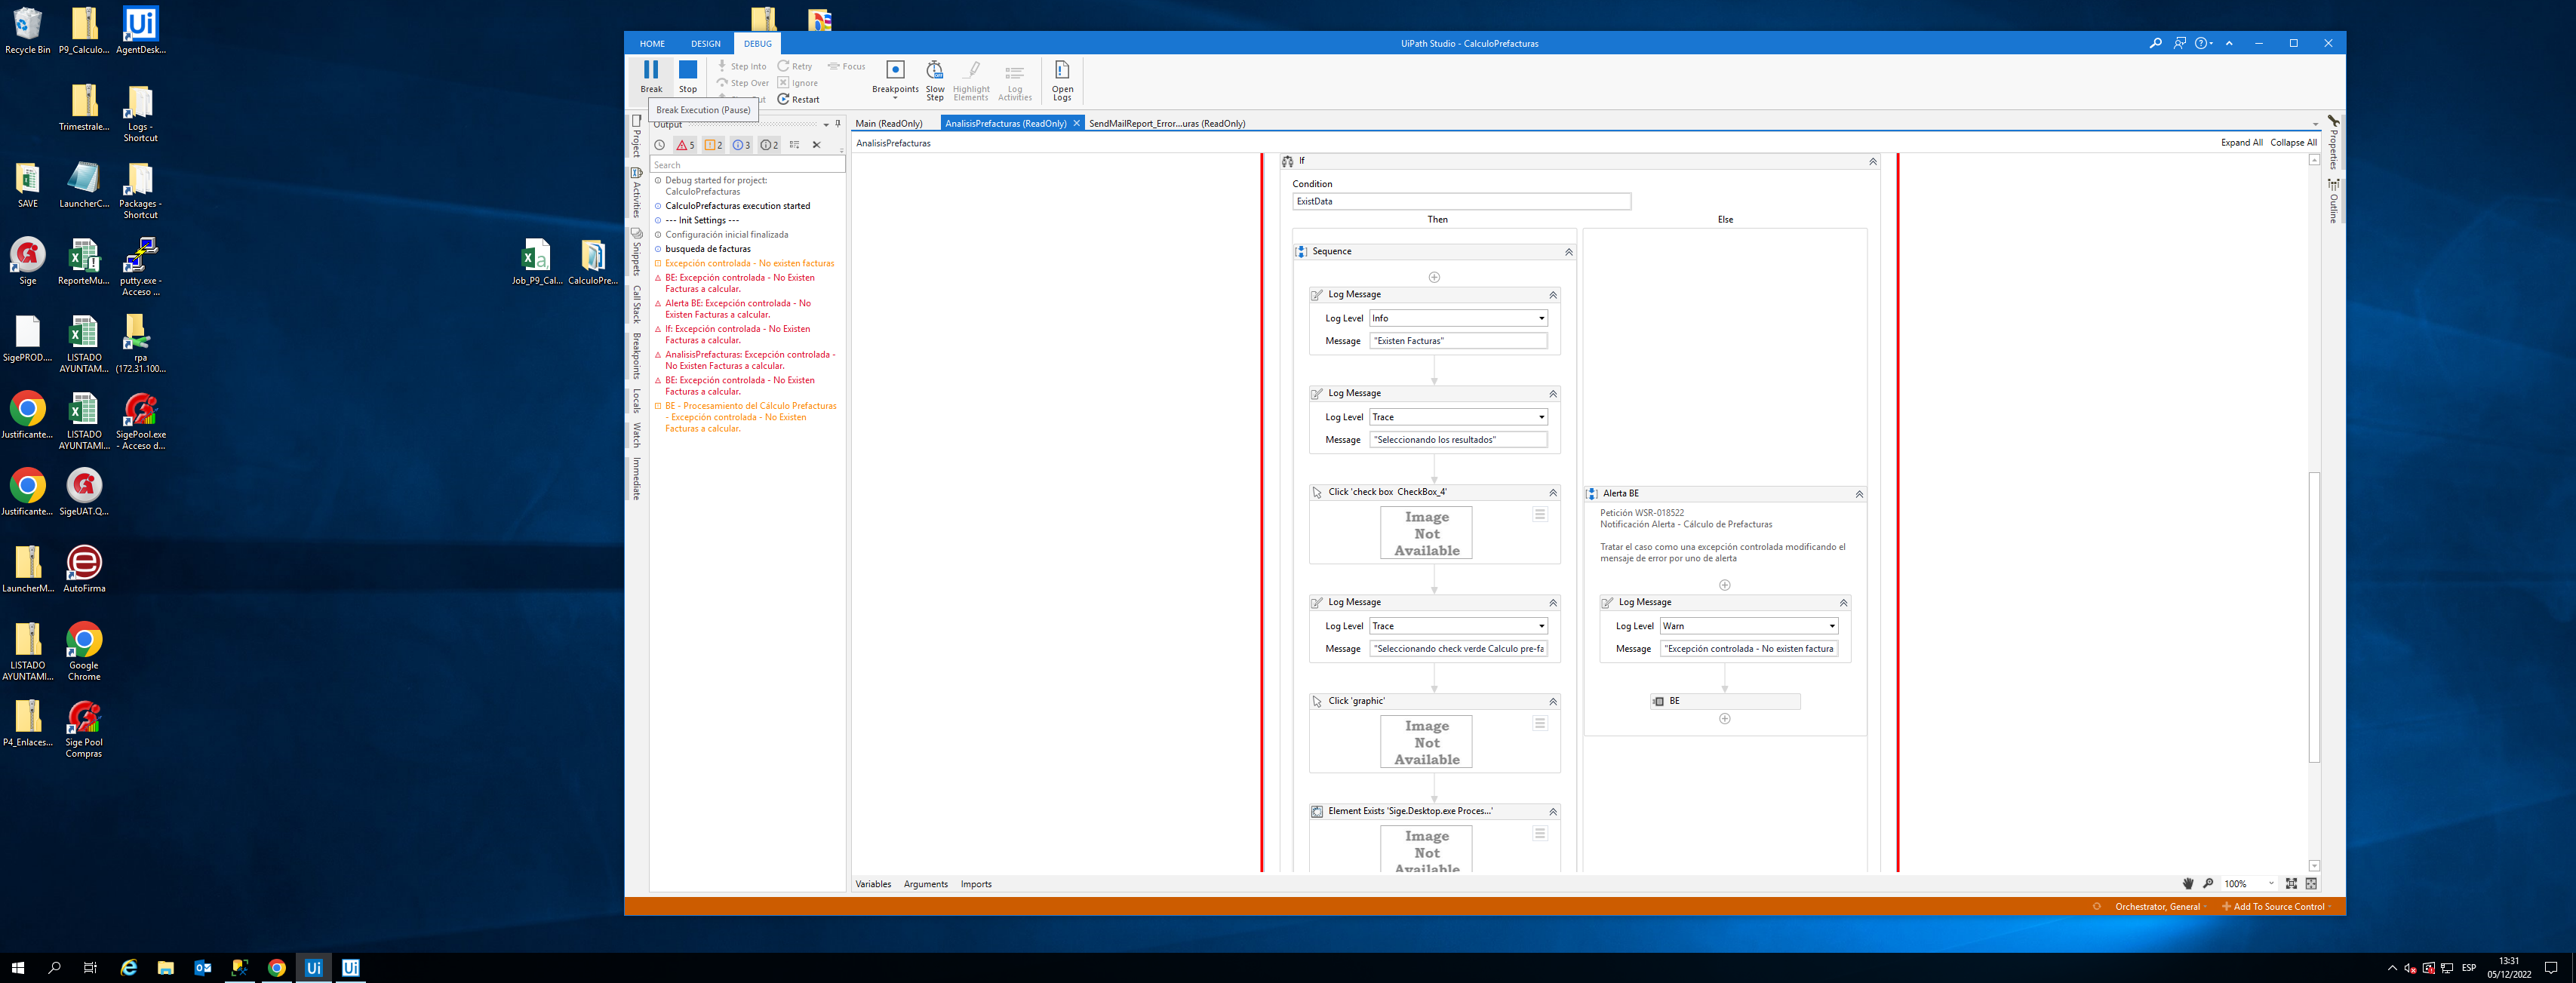 Recycle Bin
P9_Calculo...
AgentDesk...
Trimestrale...
Logs -
Shortcut
SAVE
LauncherC...
Packages -
Shortcut
Sige
ReporteMu...
putty.exe -
Acceso ...
SigePROD....
LISTADO
AYUNTAM...
rpa
(172.31.100...
Justificante...
LISTADO
AYUNTAMI...
SigePool.exe
- Acceso d...
Justificante...
SigeUAT.Q...
LauncherM...
AutoFirma
LISTADO
AYUNTAMI...
Google
Chrome
P4_Enlaces...
Sige Pool
Compras
Job_P9_Cal...
CalculoPre...
HOME
DESIGN
DEBUG
UiPath Studio - CalculoPrefacturas
Break
Stop
Step Into
Step Over
Retry
Ignore
Restart
Focus
Breakpoints
Slow
Step
Highlight
Elements
Log
Activities
Open
Logs
Break Execution (Pause)
Output
5
2
3
2
Search
Debug started for project:
CalculoPrefacturas
CalculoPrefacturas execution started
--- Init Settings ---
Configuración inicial finalizada
busqueda de facturas
Excepción controlada - No existen facturas
BE: Excepción controlada - No Existen
Facturas a calcular.
Alerta BE: Excepción controlada - No
Existen Facturas a calcular.
If: Excepción controlada - No Existen
Facturas a calcular.
AnalisisPrefacturas: Excepción controlada -
No Existen Facturas a calcular.
BE: Excepción controlada - No Existen
Facturas a calcular.
BE - Procesamiento del Cálculo Prefacturas
- Excepción controlada - No Existen
Facturas a calcular.
Project
Activities
Snippets
Call Stack
Breakpoints
Locals
Watch
Immediate
Main (ReadOnly)
AnalisisPrefacturas (ReadOnly)
SendMailReport_Error...uras (ReadOnly)
AnalisisPrefacturas
Expand All
Collapse All
Properties
Outline
If
Condition
ExistData
Then
Else
Sequence
Log Message
Log Level
Info
Message
"Existen Facturas"
Log Message
Log Level
Trace
Message
"Seleccionando los resultados"
Click 'check box CheckBox_4'
Image
Not
Available
Log Message
Log Level
Trace
Message
"Seleccionando check verde Calculo pre-fa
Click 'graphic'
Image
Not
Available
Element Exists 'Sige.Desktop.exe Proces...'
Image
Not
Available
Alerta BE
Petición WSR-018522
Notificación Alerta - Cálculo de Prefacturas
Tratar el caso como una excepción controlada modificando el
mensaje de error por uno de alerta
Log Message
Log Level
Warn
Message
"Excepción controlada - No existen factura
BE
Variables
Arguments
Imports
100%
Orchestrator, General
Add To Source Control
ESP
13:31
05/12/2022